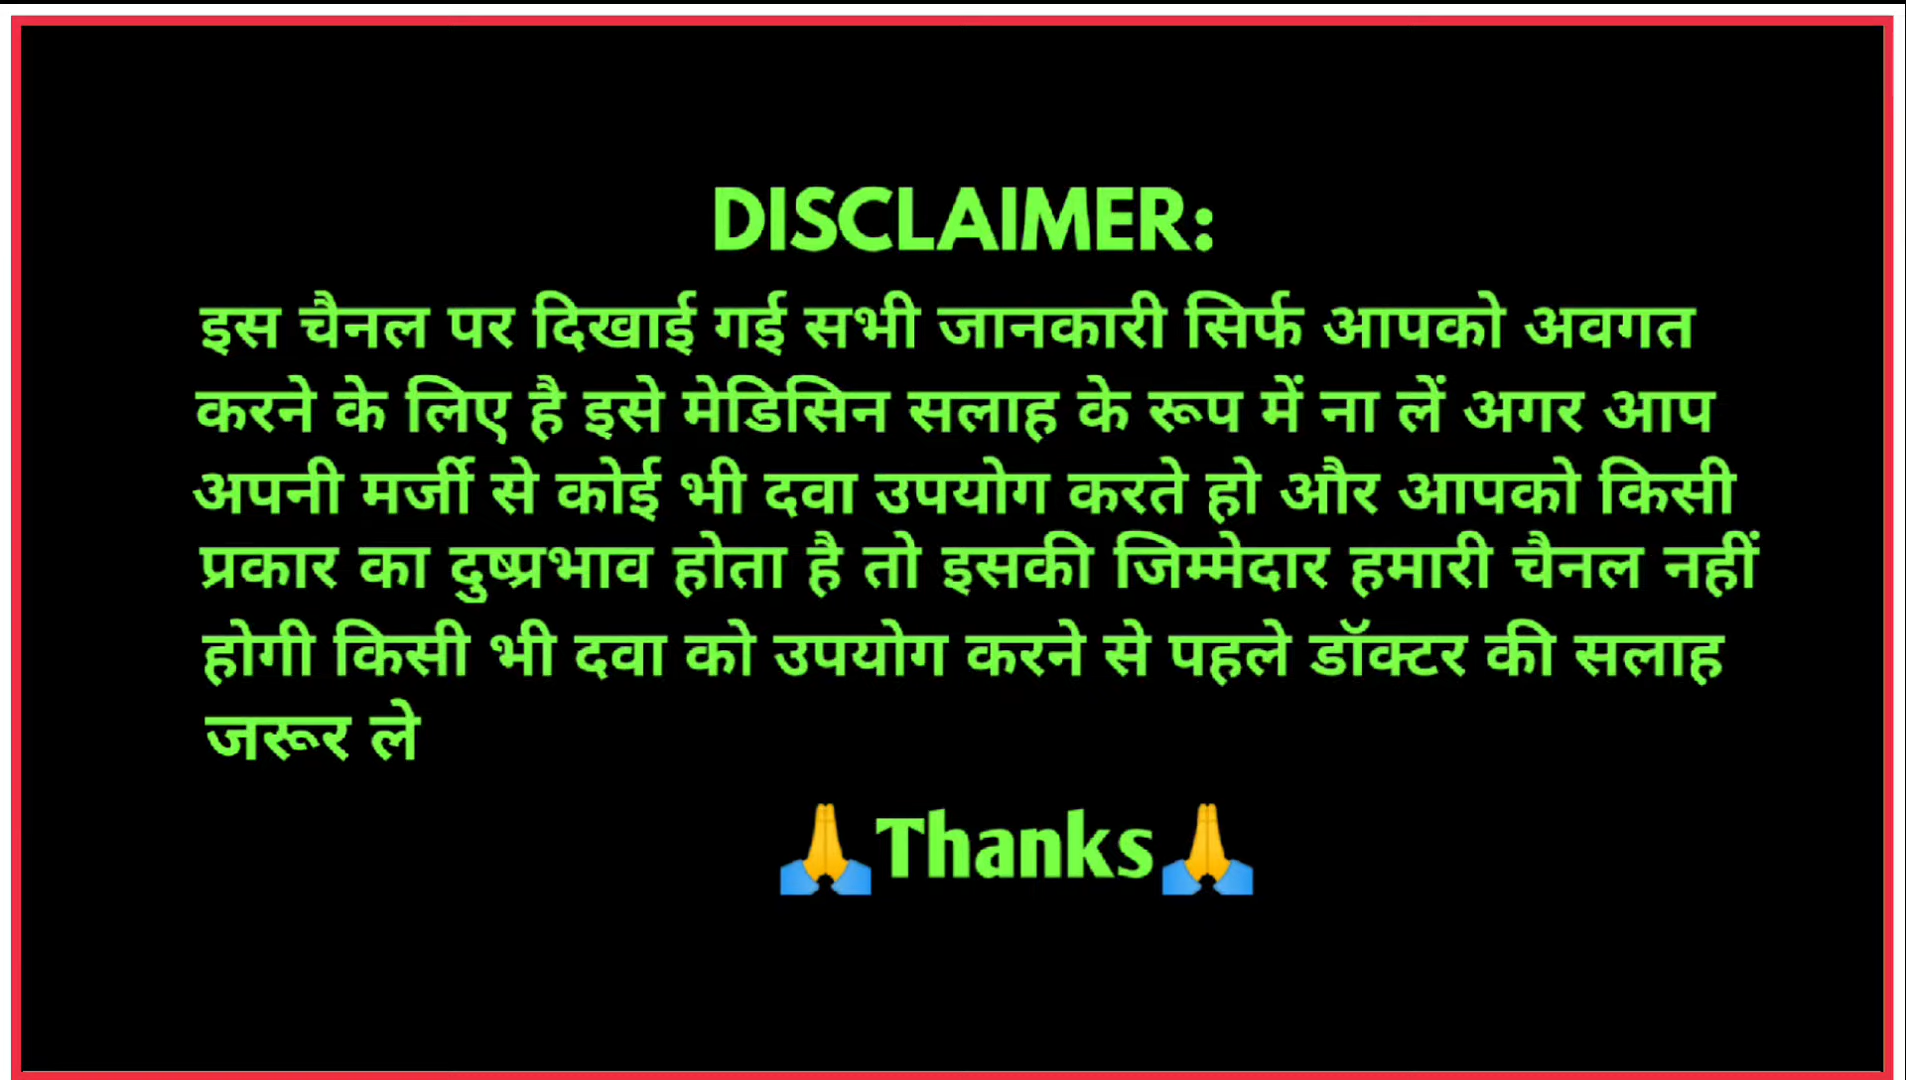 DISCLAIMER:
इस चैनल पर दिखाई गई सभी जानकारी सिर्फ आपको अवगत
करने के लिए है इसे मेडिसिन सलाह के रूप में ना लें अगर आप
अपनी मर्जी से कोई भी दवा उपयोग करते हो और आपको किसी
प्रकार का दुष्प्रभाव होता है तो इसकी जिम्मेदार हमारी चैनल नहीं
होगी किसी भी दवा को उपयोग करने से पहले डॉक्टर की सलाह
जरूर ले
🙏Thanks🙏